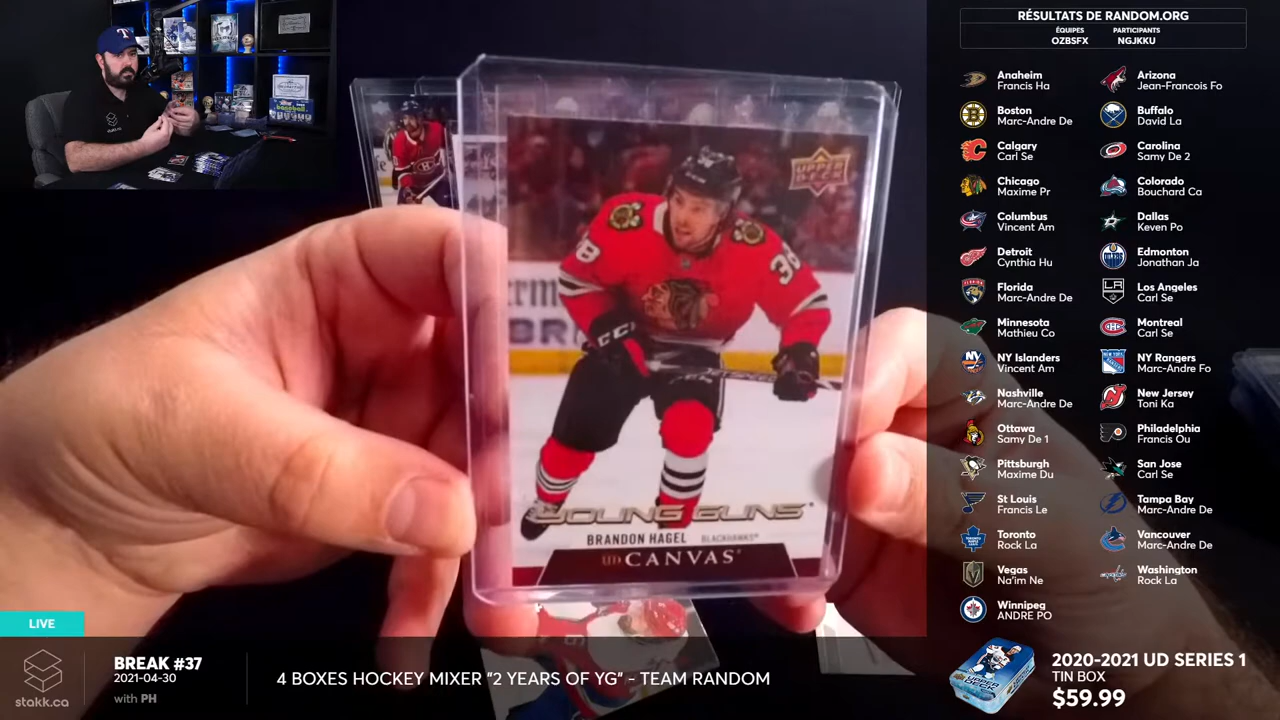 RÉSULTATS DE RANDOM.ORG
ÉQUIPES
OZBSFX
PARTICIPANTS
NGJKKU
Anaheim
Francis Ha
Arizona
Jean-Francois Fo
Boston
Marc-Andre De
Buffalo
David La
Calgary
Carl Se
Carolina
Samy De 2
Chicago
Maxime Pr
Colorado
Bouchard Ca
Columbus
Vincent Am
Dallas
Keven Po
Detroit
Cynthia Hu
Edmonton
Jonathan Ja
Florida
Marc-Andre De
Los Angeles
Carl Se
Minnesota
Mathieu Co
Montreal
Carl Se
NY Islanders
Vincent Am
NY Rangers
Marc-Andre Fo
Nashville
Marc-Andre De
New Jersey
Toni Ka
Ottawa
Samy De 1
Philadelphia
Francis Ou
Pittsburgh
Maxime Du
San Jose
Carl Se
St Louis
Francis Le
Tampa Bay
Marc-Andre De
Toronto
Rock La
Vancouver
Marc-Andre De
Vegas
Na'im Ne
Washington
Rock La
Winnipeg
ANDRE PO
UPPER DECK
38
38
CCM
YOUNG GUNS
BRANDON HAGEL BLACKHAWKS
UD CANVAS
LIVE
stakk.ca
BREAK #37
2021-04-30
with PH
4 BOXES HOCKEY MIXER "2 YEARS OF YG" - TEAM RANDOM
2020-2021 UD SERIES 1
TIN BOX
$59.99